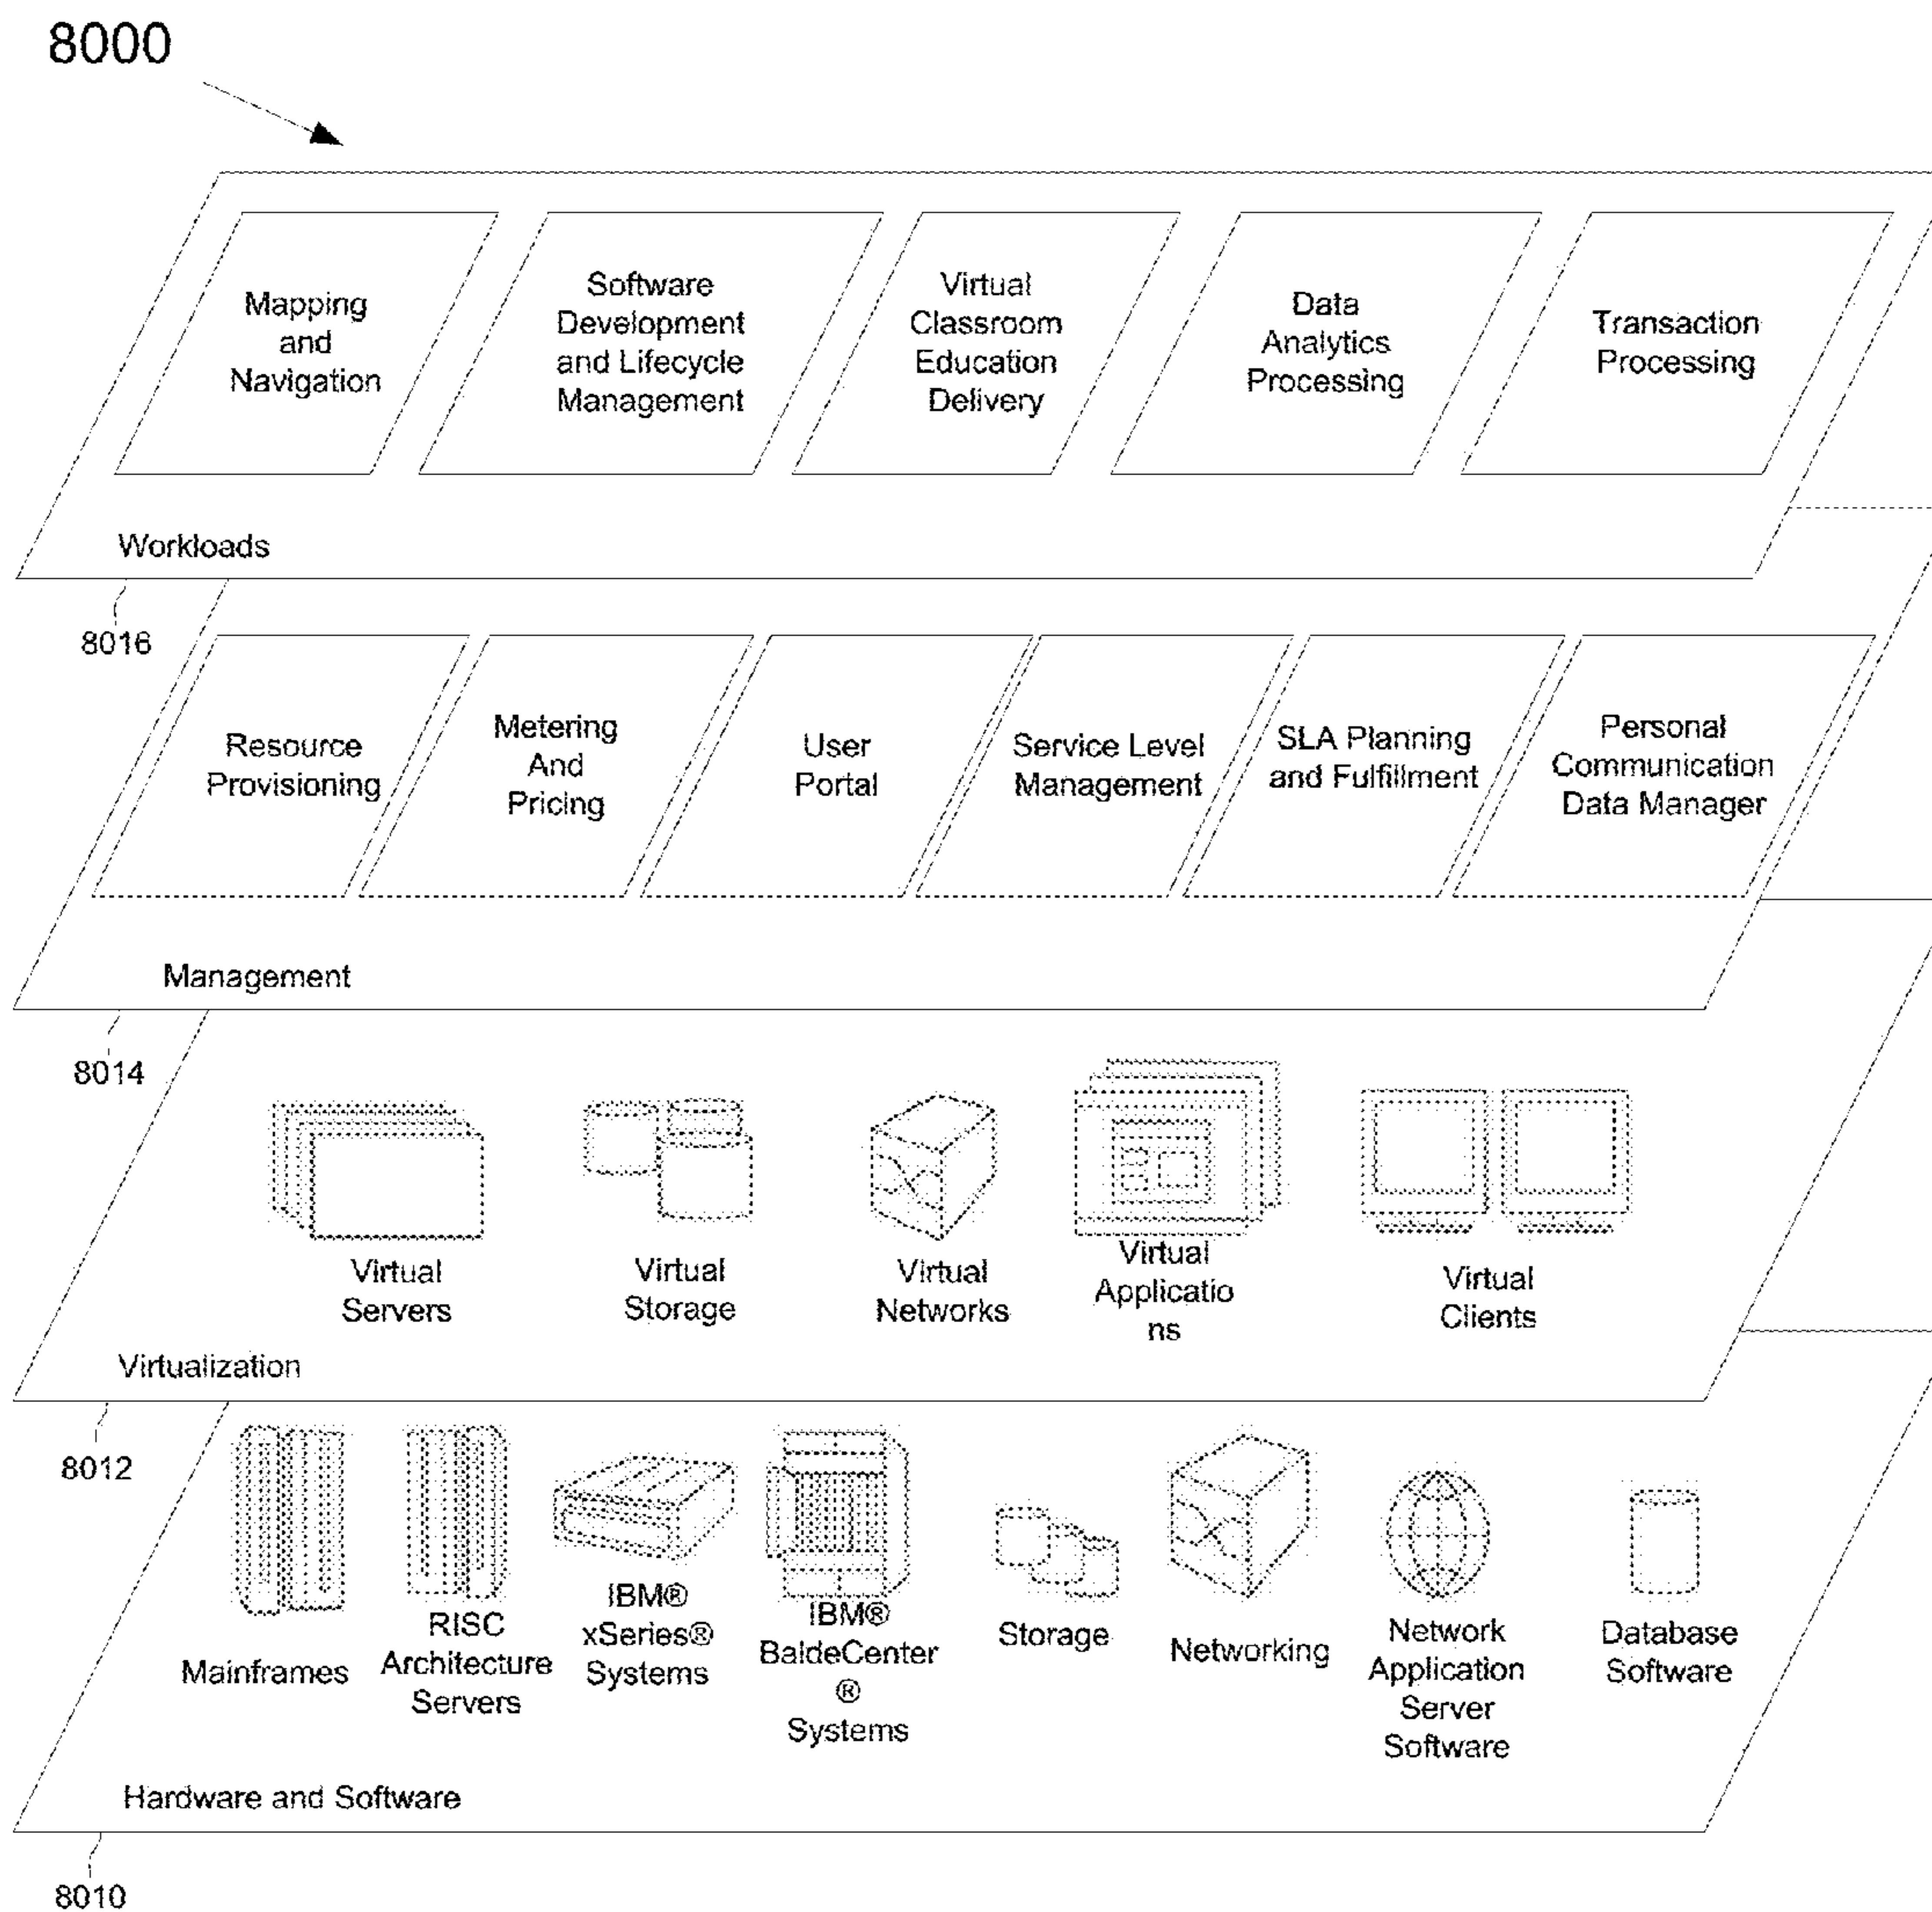 8000
Mapping
and
Navigation
Software
Development
and Lifecycle
Management
Virtual
Classroom
Education
Delivery
Data
Analytics
Processing
Transaction
Processing
Workloads
8016
Resource
Provisioning
Metering
And
Pricing
User
Portal
Service Level
Management
SLA Planning
and Fulfillment
Personal
Communication
Data Manager
Management
8014
Virtual
Servers
Virtual
Storage
Virtual
Networks
Virtual
Applicatio
ns
Virtual
Clients
Virtualization
8012
Mainframes
RISC
Architecture
Servers
IBM®
xSeries®
Systems
IBM®
BaldeCenter
®
Systems
Storage
Networking
Network
Application
Server
Software
Database
Software
Hardware and Software
8010